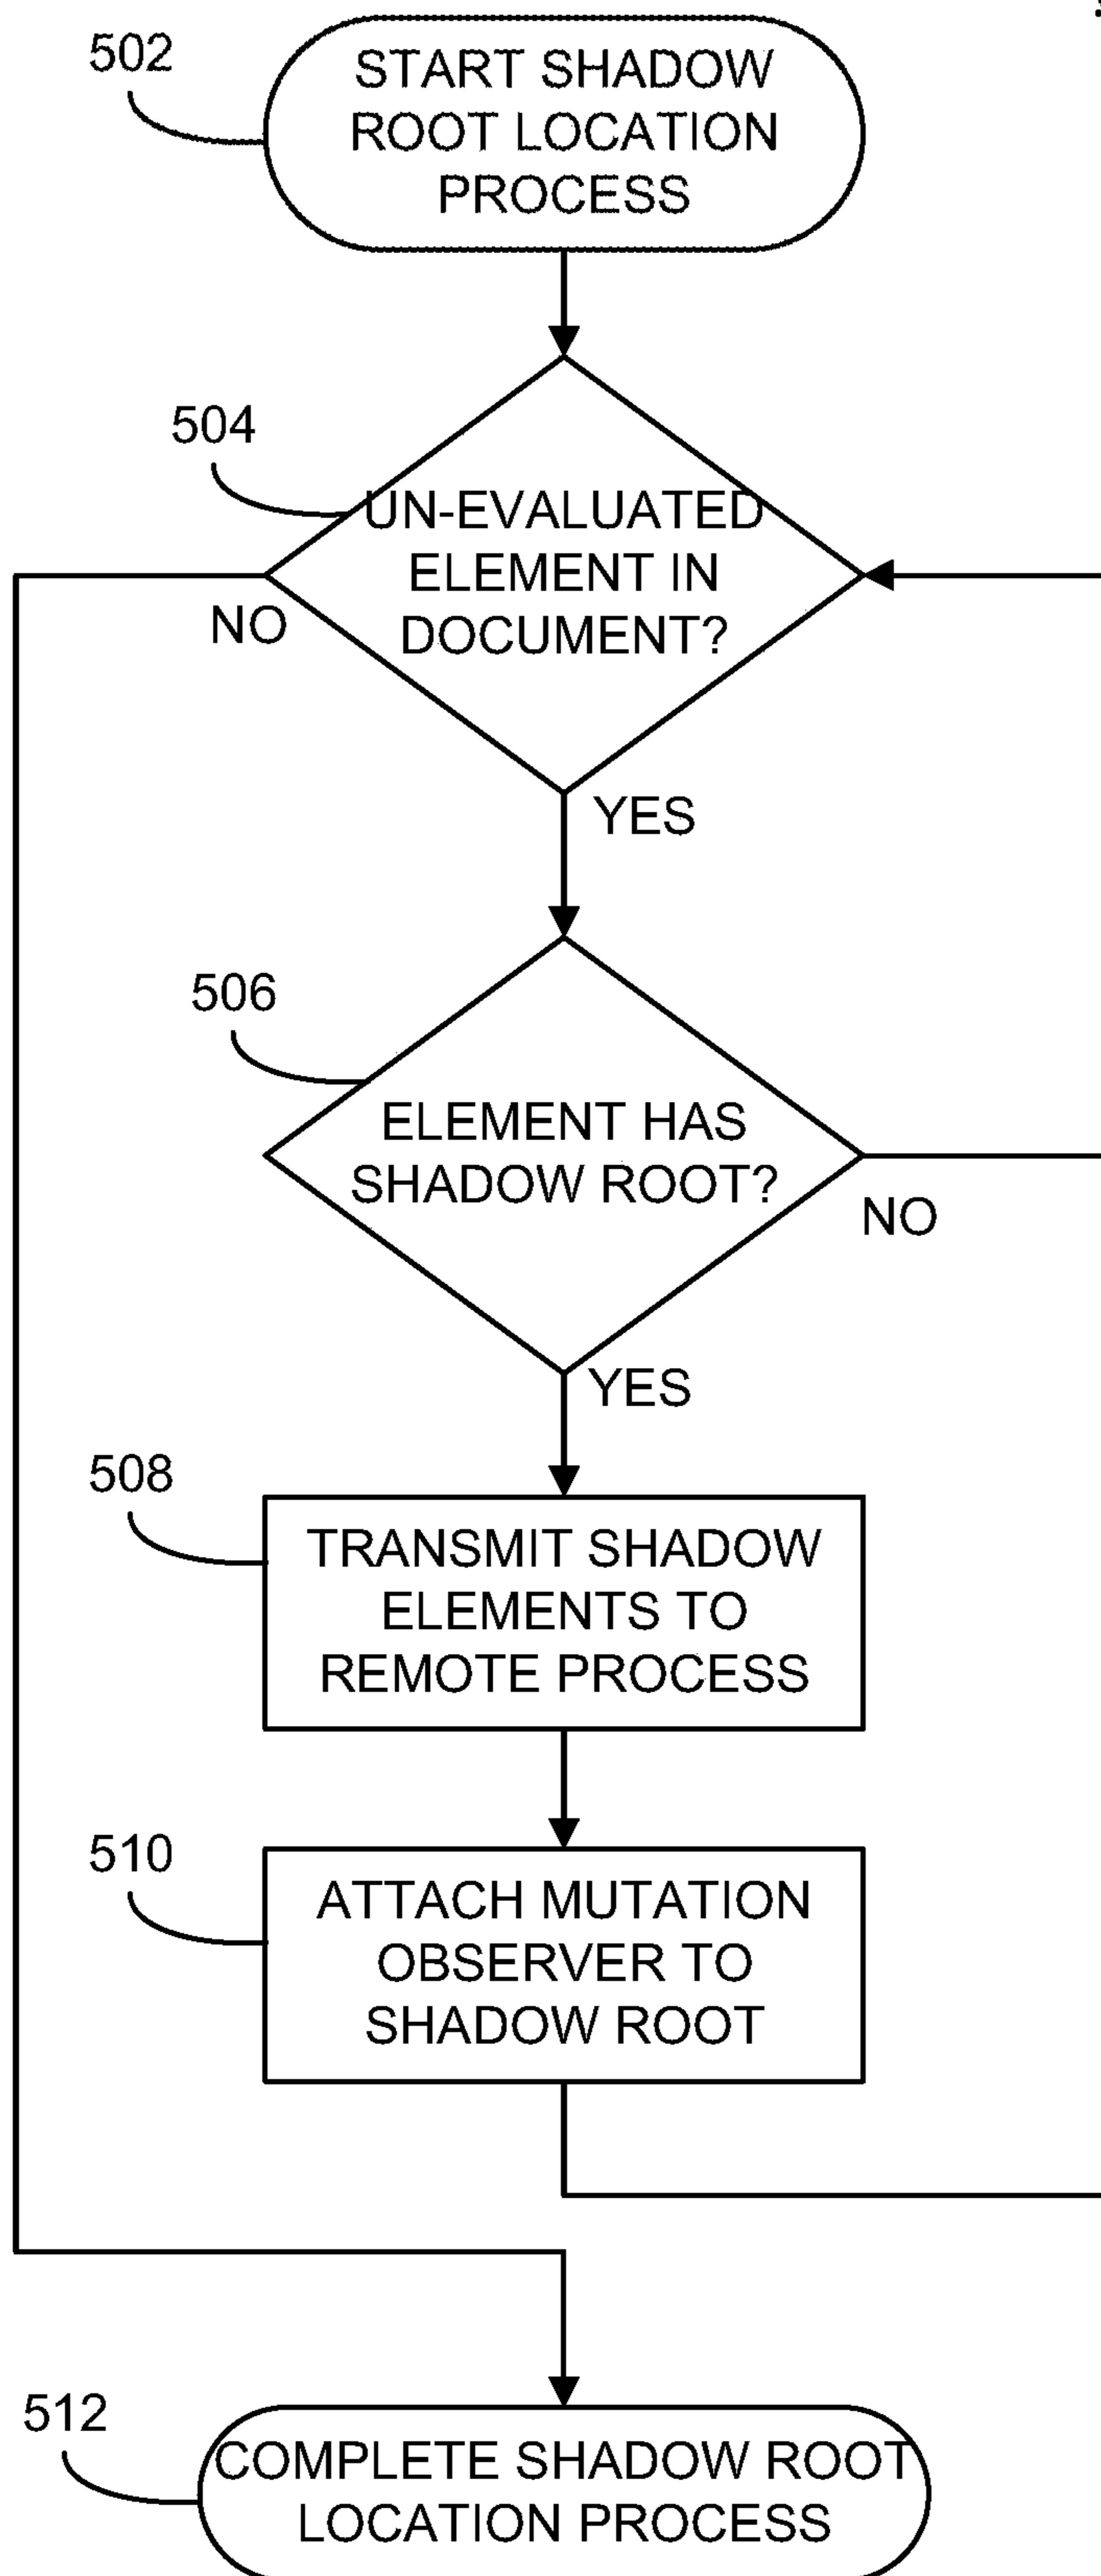 502
START SHADOW
ROOT LOCATION
PROCESS
504
UN-EVALUATED
ELEMENT IN
DOCUMENT?
NO
YES
506
ELEMENT HAS
SHADOW ROOT?
NO
YES
508
TRANSMIT SHADOW
ELEMENTS TO
REMOTE PROCESS
510
ATTACH MUTATION
OBSERVER TO
SHADOW ROOT
512
COMPLETE SHADOW ROOT
LOCATION PROCESS